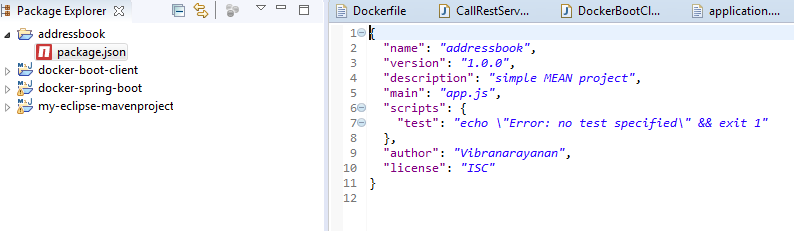 Package Explorer
addressbook
package.json
docker-boot-client
docker-spring-boot
my-eclipse-mavenproject
Dockerfile
CallRestServ...
DockerBootCl...
application....
1 {
2 "name": "addressbook",
3 "version": "1.0.0",
4 "description": "simple MEAN project",
5 "main": "app.js",
6 "scripts": {
7 "test": "echo \"Error: no test specified\" && exit 1"
8 },
9 "author": "Vibranarayanan",
10 "license": "ISC"
11 }
12